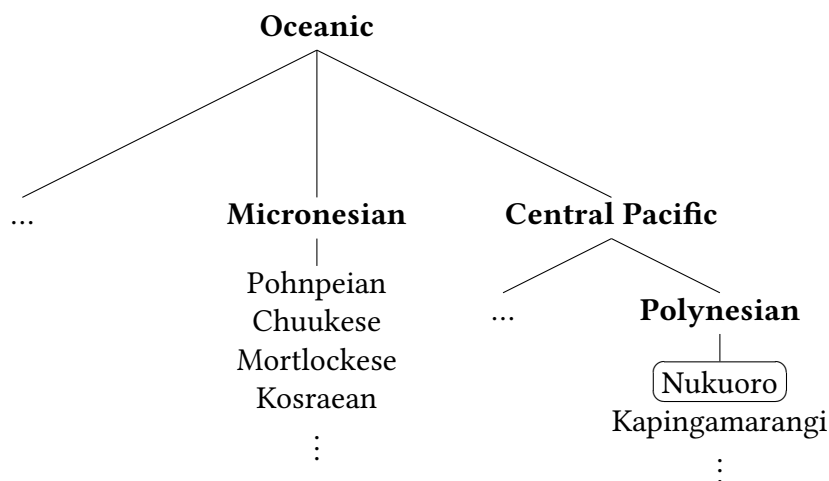 Oceanic
... Micronesian Central Pacific
Pohnpeian
Chuukese
Mortlockese
Kosraean
⋮
... Polynesian
Nukuoro
Kapingamarangi
⋮